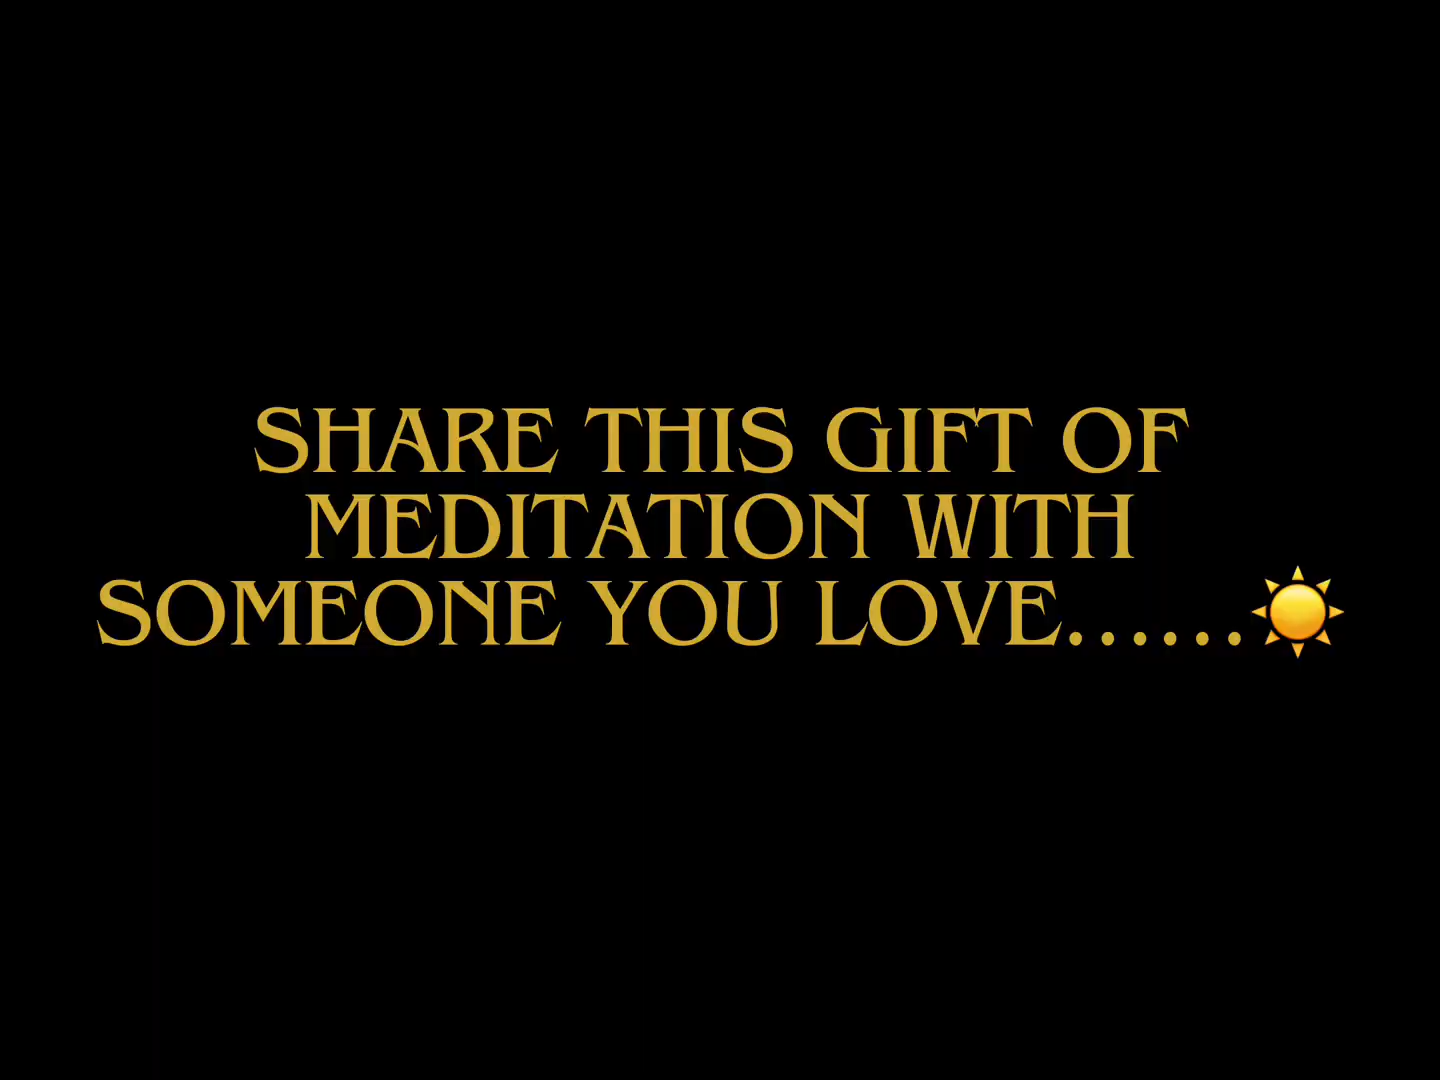 SHARE THIS GIFT OF
MEDITATION WITH
SOMEONE YOU LOVE......☀️